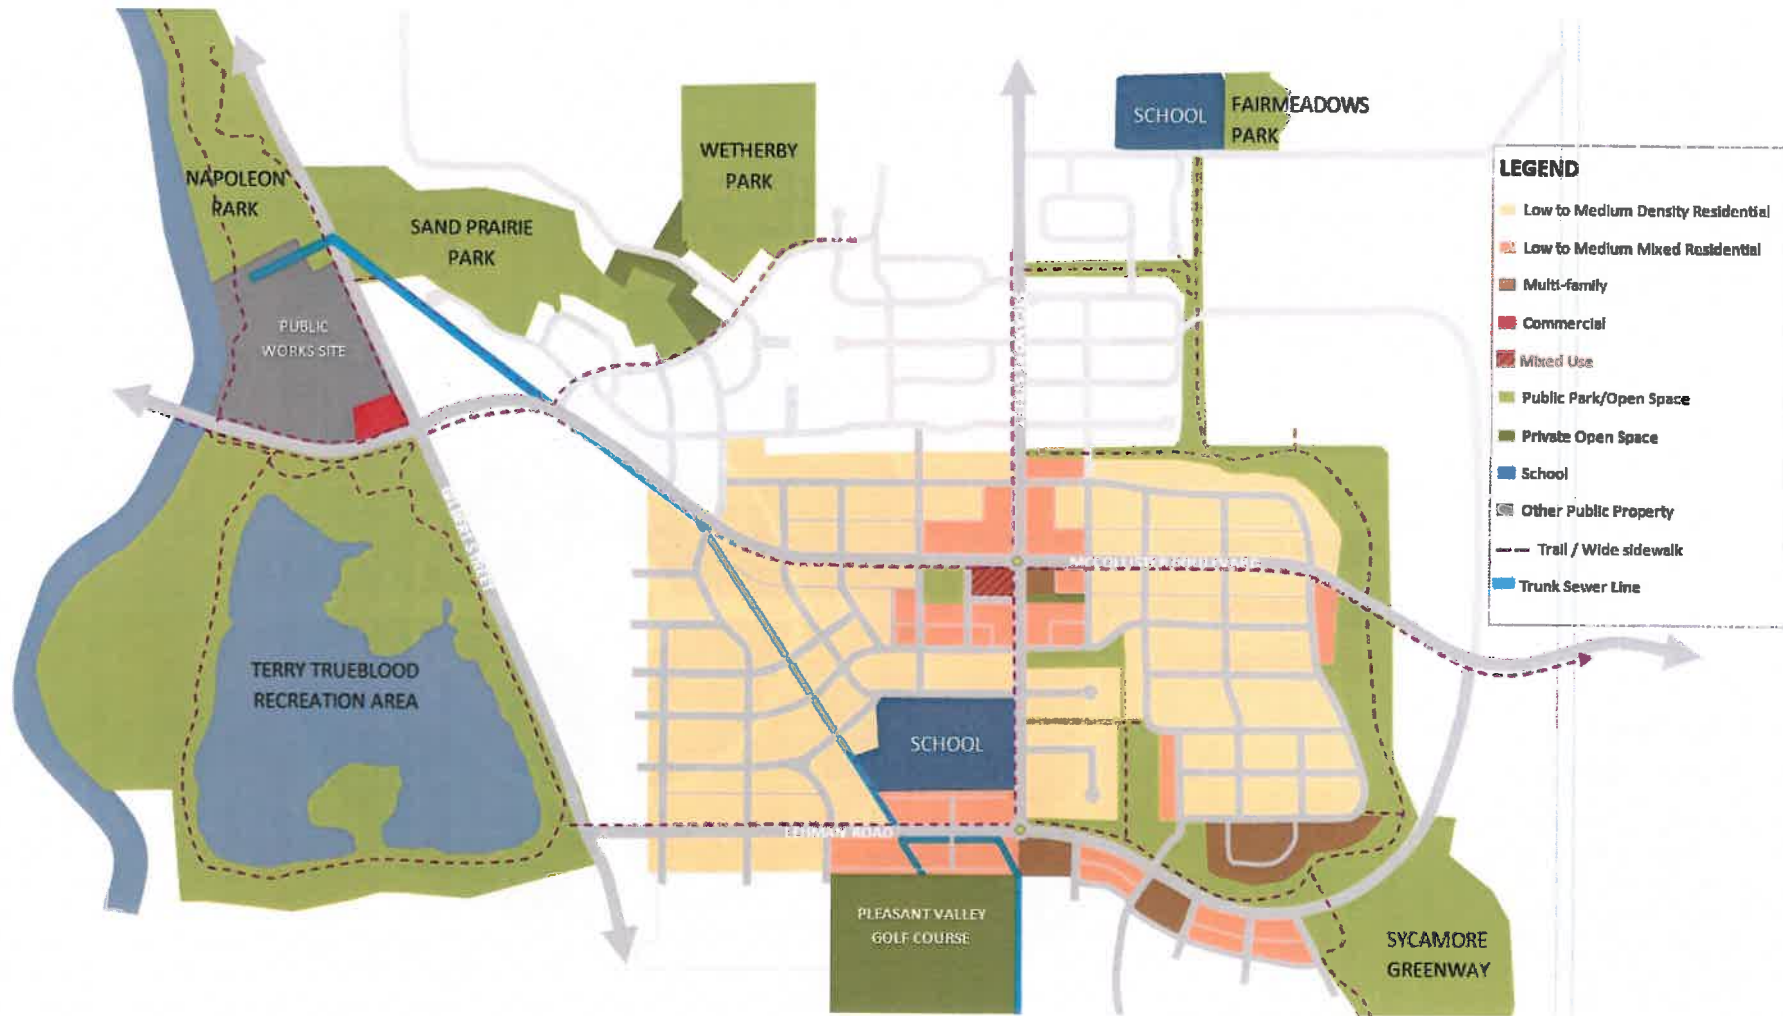 SCHOOL
FAIRMEADOWS
PARK
WETHERBY
PARK
NAPOLEON
PARK
SAND PRAIRIE
PARK
LEGEND
Low to Medium Density Residential
Low to Medium Mixed Residential
Multi-family
Commercial
Mixed Use
Public Park/Open Space
Private Open Space
School
Other Public Property
Trail / Wide sidewalk
Trunk Sewer Line
PUBLIC
WORKS SITE
TERRY TRUEBLOOD
RECREATION AREA
SCHOOL
LEHMAN ROAD
PLEASANT VALLEY
GOLF COURSE
SYCAMORE
GREENWAY